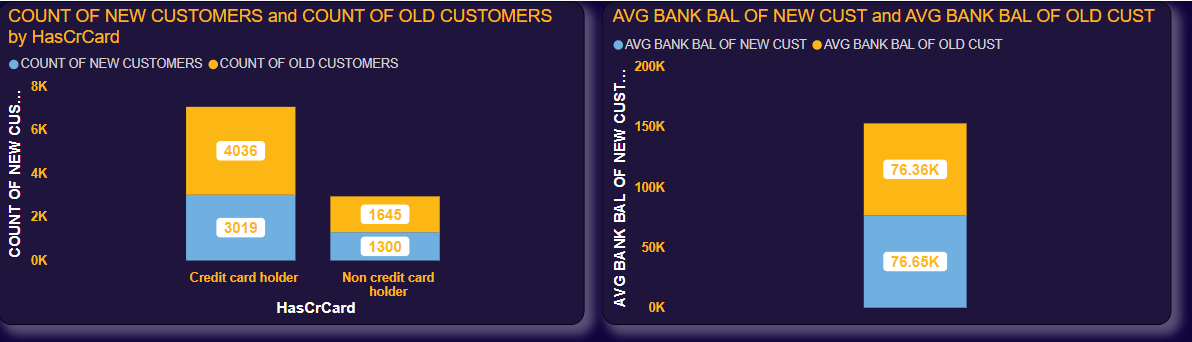 COUNT OF NEW CUSTOMERS and COUNT OF OLD CUSTOMERS
by HasCrCard
COUNT OF NEW CUSTOMERS COUNT OF OLD CUSTOMERS
COUNT OF NEW CUS...
8K
6K
4K
2K
0K
4036
3019
1645
1300
Credit card holder
Non credit card
holder
HasCrCard
AVG BANK BAL OF NEW CUST and AVG BANK BAL OF OLD CUST
AVG BANK BAL OF NEW CUST AVG BANK BAL OF OLD CUST
AVG BANK BAL OF NEW CUST...
200K
150K
100K
50K
0K
76.36K
76.65K